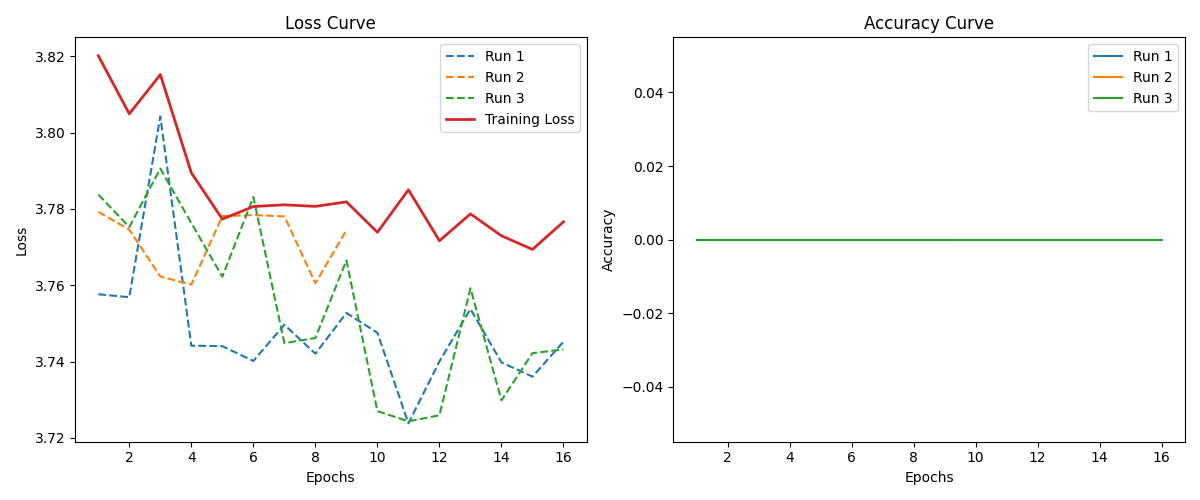 Loss Curve
Loss
3.82
3.80
3.78
3.76
3.74
3.72
Run 1
Run 2
Run 3
Training Loss
2 4 6 8 10 12 14 16
Epochs
Accuracy Curve
Accuracy
0.04
0.02
0.00
−0.02
−0.04
Run 1
Run 2
Run 3
2 4 6 8 10 12 14 16
Epochs